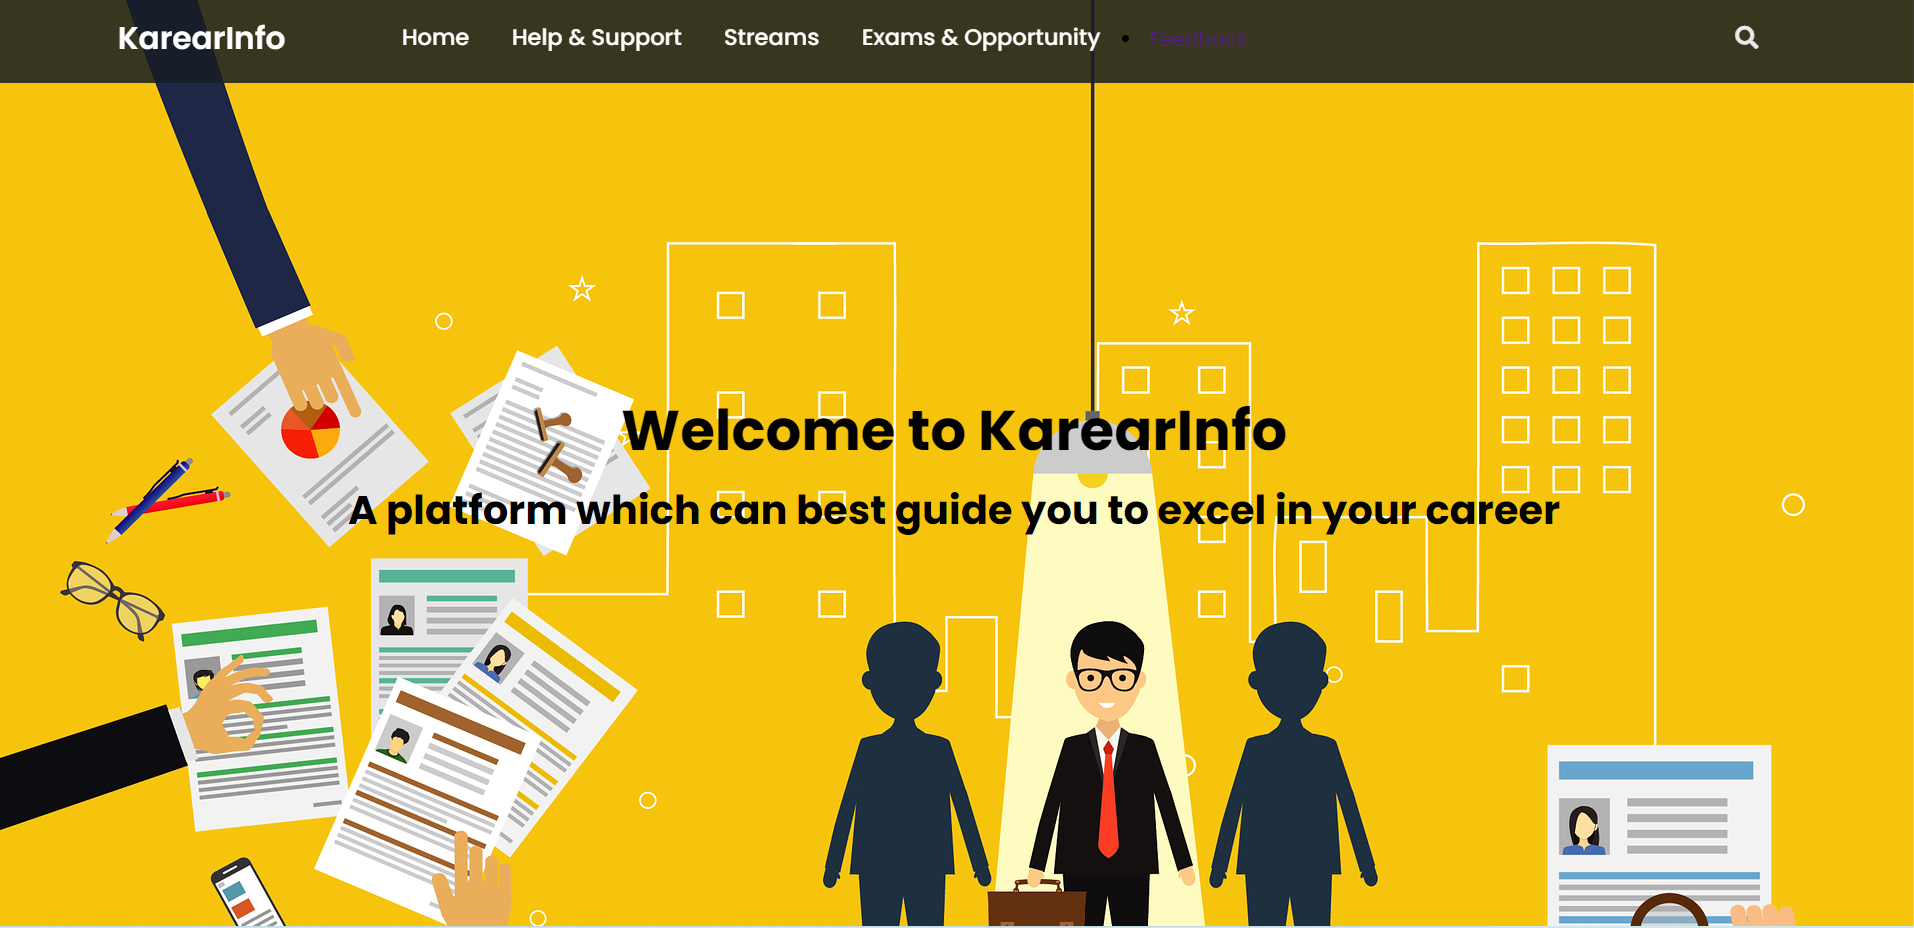 KarearInfo Home Help & Support Streams Exams & Opportunity • Feedback
Welcome to KarearInfo
A platform which can best guide you to excel in your career